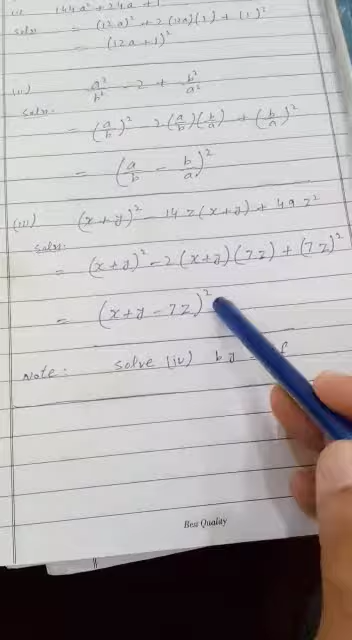 144a² + 24a + 1
Soln = (12a)² + 2(12a)(1) + (1)²
= (12a+1)²
(ii) a²/b² - 2 + b²/a²
Soln.
= (a/b)² - 2(a/b)(b/a) + (b/a)²
= (a/b - b/a)²
(iii) (x+y)² - 14z(x+y) + 49z²
Soln.
= (x+y)² - 2(x+y)(7z) + (7z)²
= (x+y-7z)²
Note: solve (iv) by
Best Quality